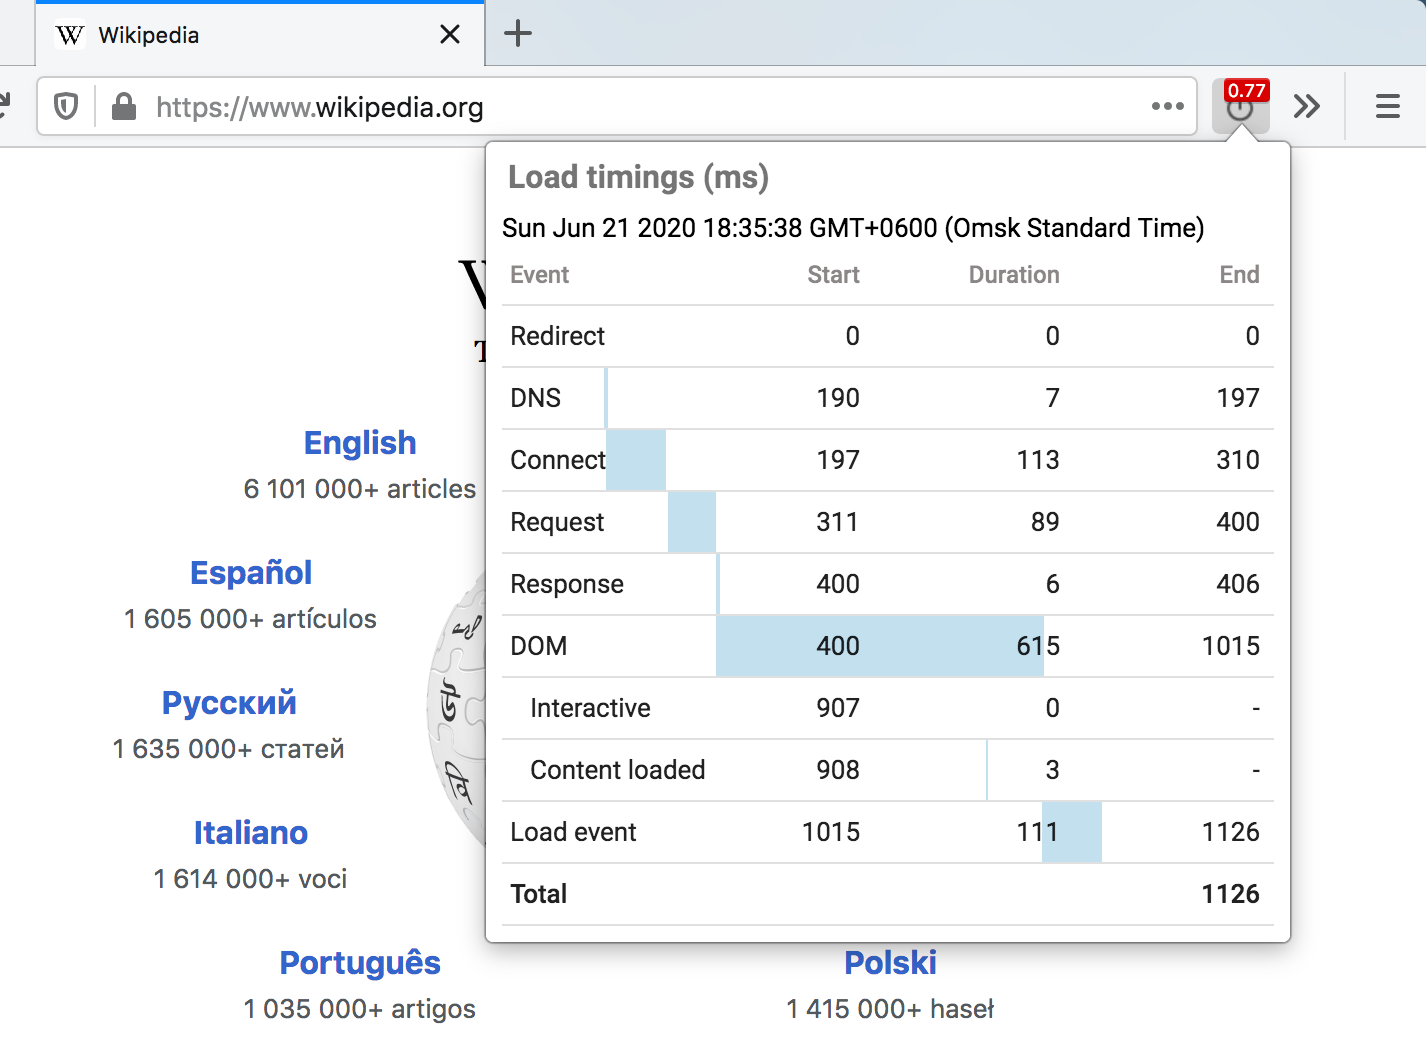 Wikipedia
https://www.wikipedia.org
0.77
Load timings (ms)
Sun Jun 21 2020 18:35:38 GMT+0600 (Omsk Standard Time)
Event Start Duration End
Redirect 0 0 0
DNS 190 7 197
Connect 197 113 310
Request 311 89 400
Response 400 6 406
DOM 400 615 1015
Interactive 907 0 -
Content loaded 908 3 -
Load event 1015 111 1126
Total 1126
W
T
English
6 101 000+ articles
Español
1 605 000+ artículos
Русский
1 635 000+ статей
Italiano
1 614 000+ voci
Português
1 035 000+ artigos
Polski
1 415 000+ haseł